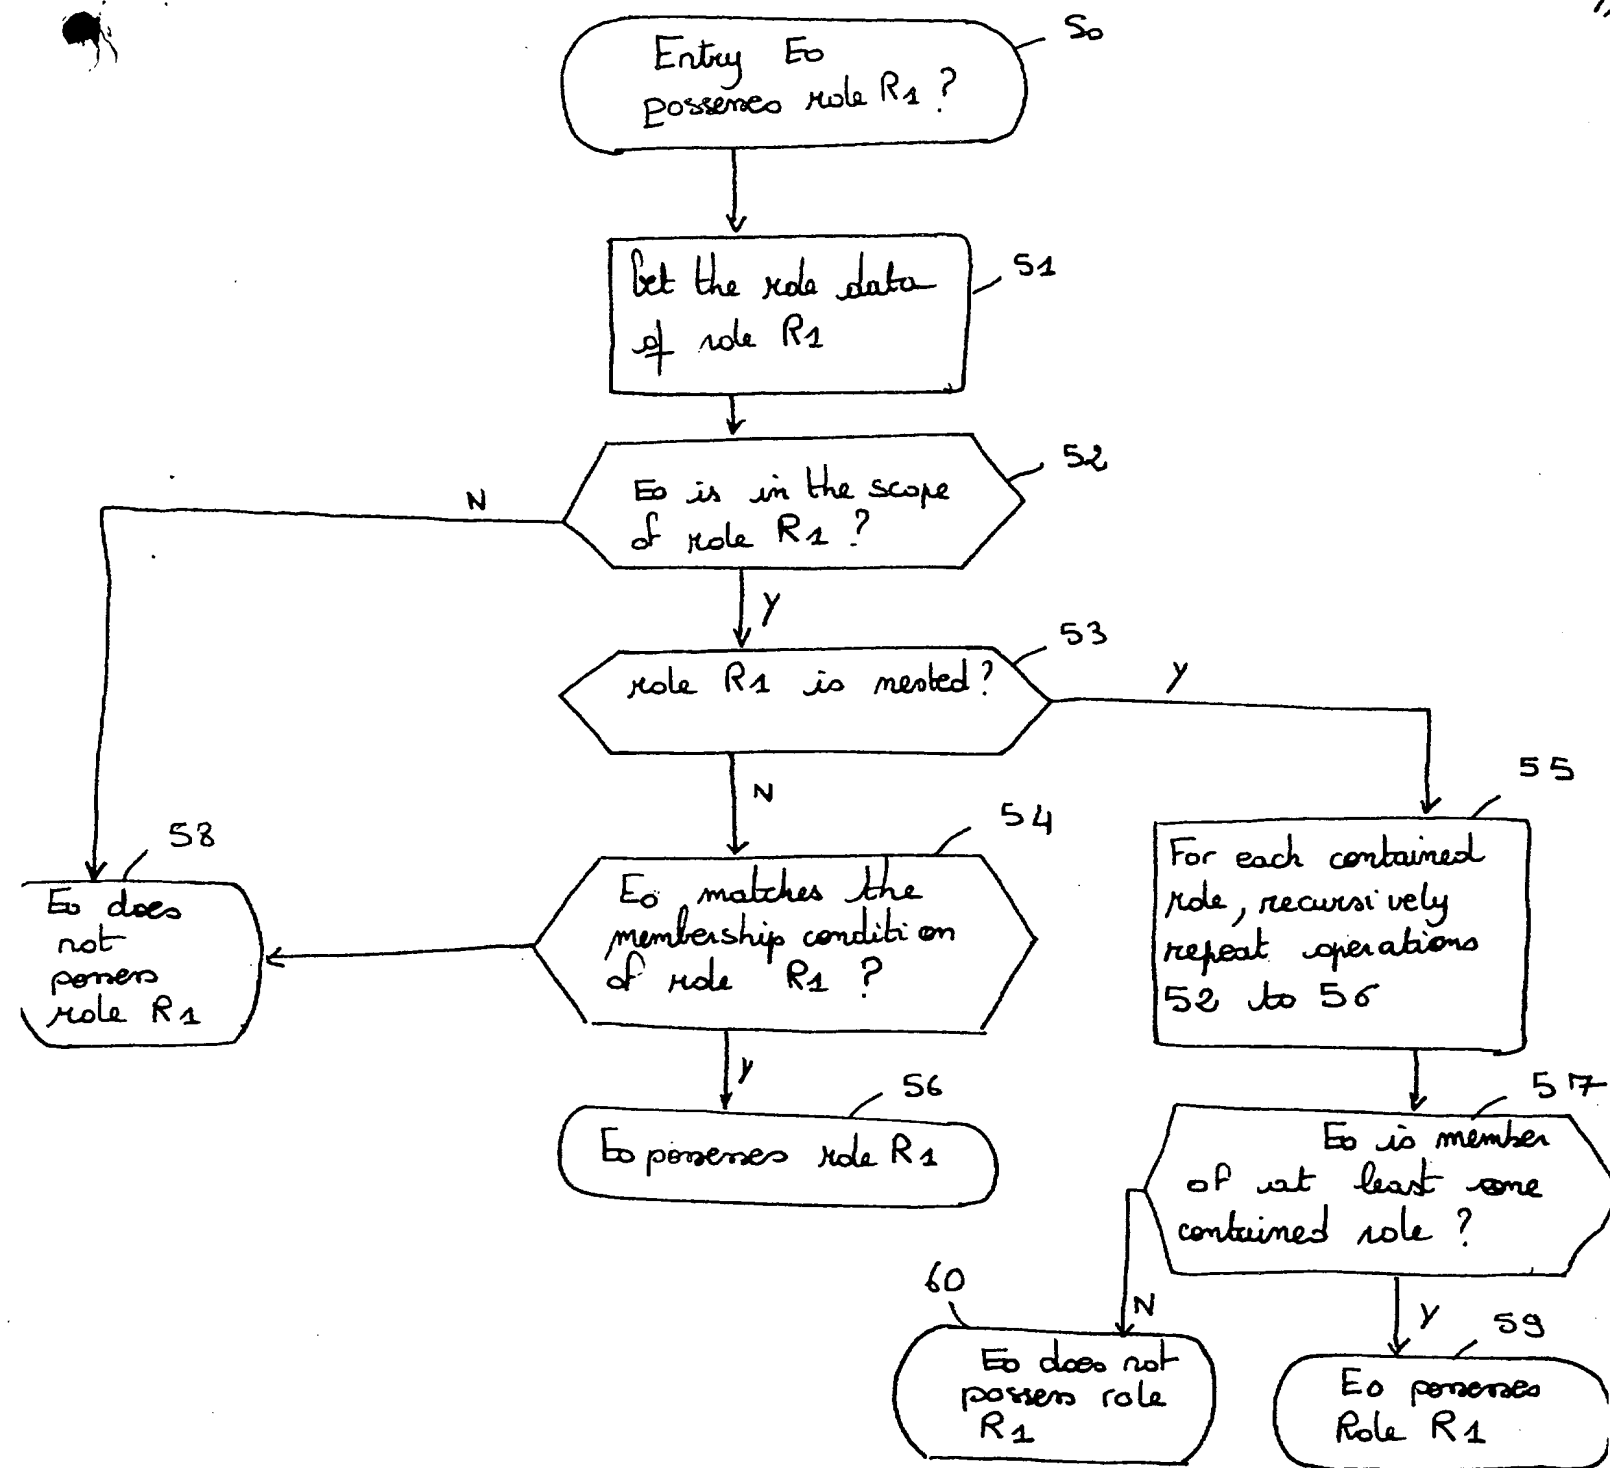 50
Entry E0
possesses role R1 ?
51
Get the role data
of role R1
52
E0 is in the scope
of role R1 ?
N
Y
53
role R1 is nested?
Y
N
55
54
58
For each contained
role, recursively
repeat operations
52 to 56
E0 matches the
membership condition
of role R1 ?
E0 does
not
possess
role R1
Y
56
57
E0 possesses role R1
E0 is member
of at least one
contained role ?
60
N
Y
59
E0 does not
possess role
R1
E0 possesses
Role R1